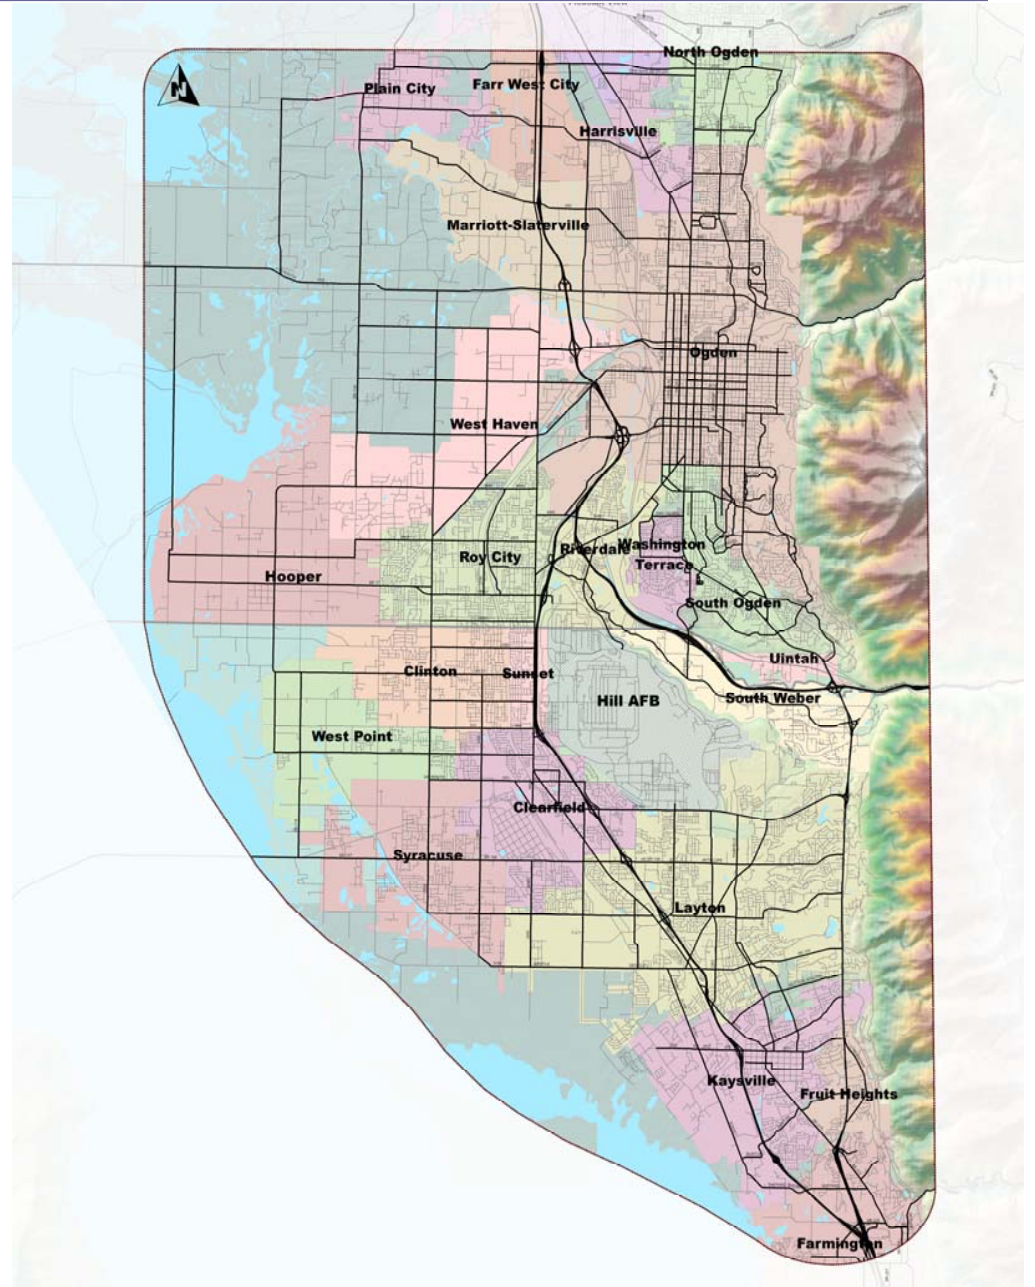 North Ogden
N
Plain City
Farr West City
Harrisville
Marriott-Slaterville
Ogden
West Haven
Roy City
Riverdale
Washington
Terrace
Hooper
South Ogden
Uintah
Clinton
Sunset
Hill AFB
South Weber
West Point
Clearfield
Syracuse
Layton
Kaysville
Fruit Heights
Farmington